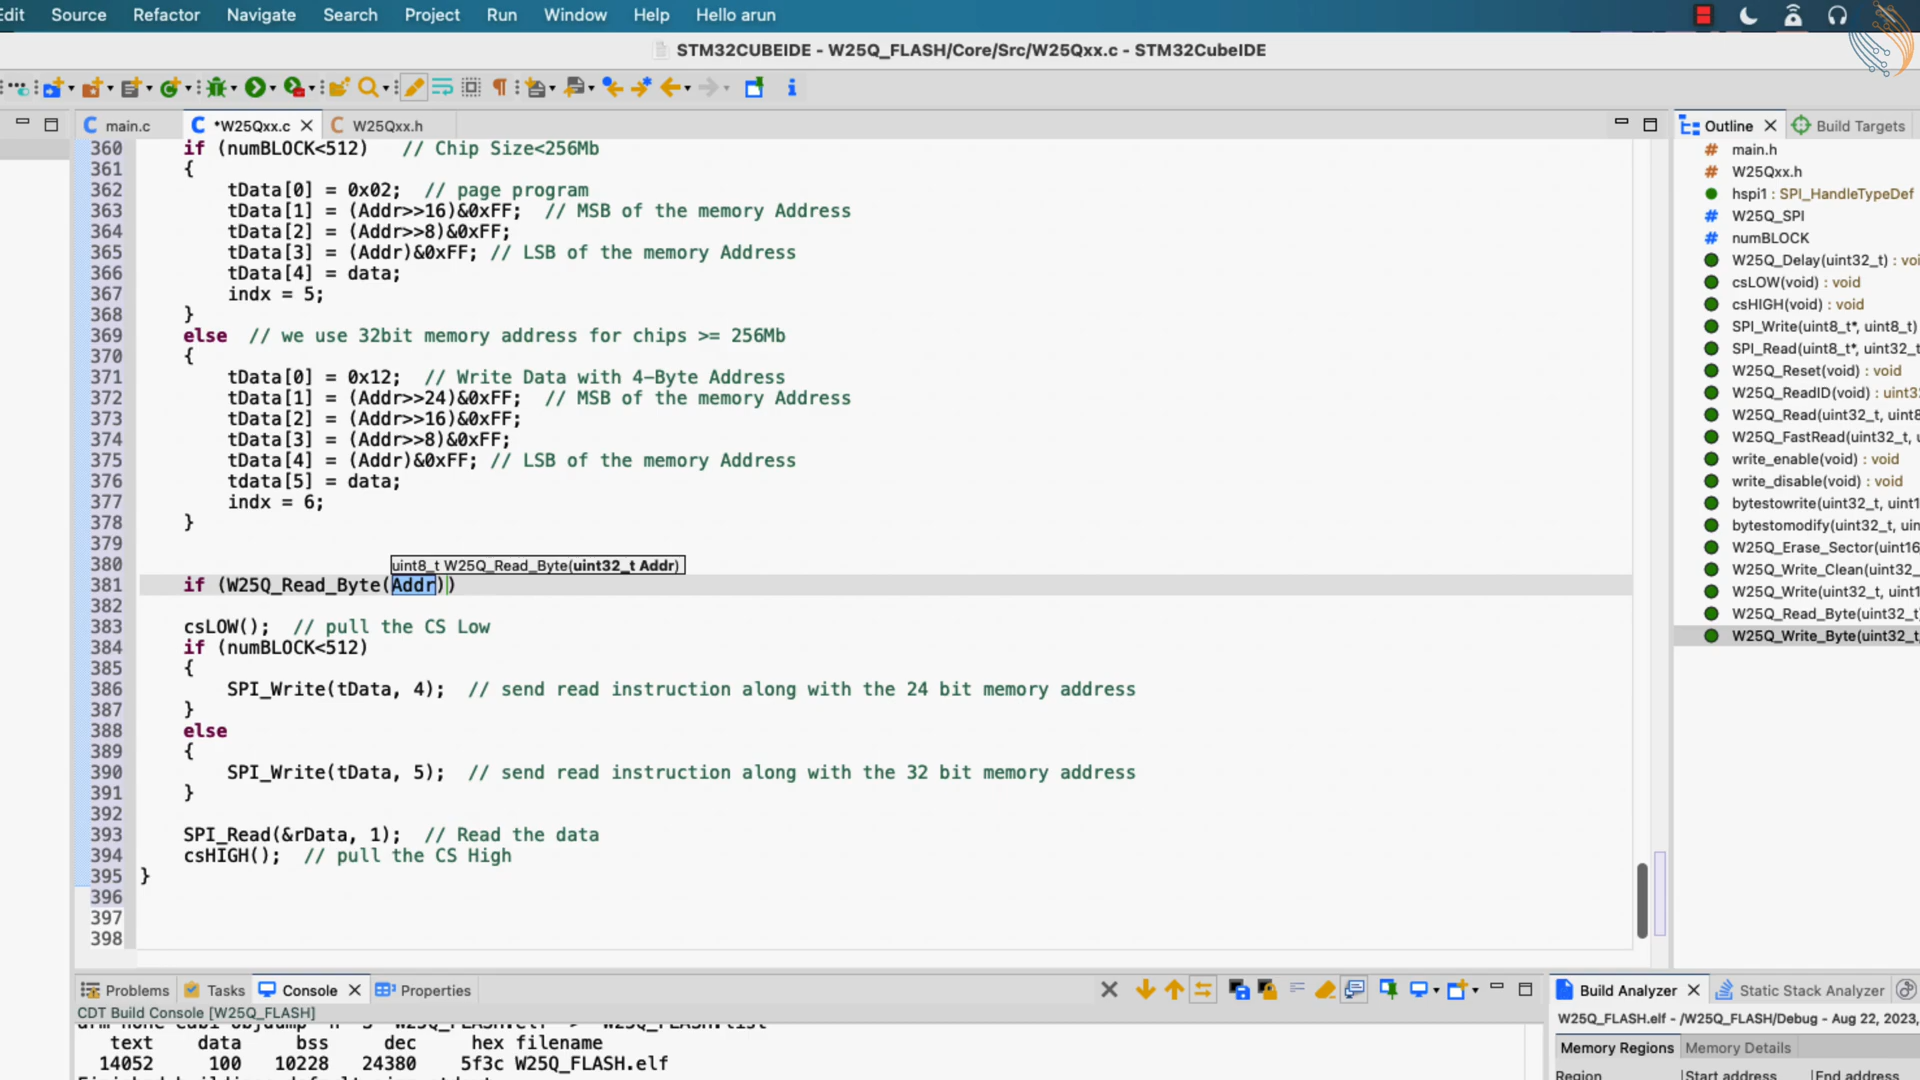 Edit Source Refactor Navigate Search Project Run Window Help Hello arun
STM32CUBEIDE - W25Q_FLASH/Core/Src/W25Qxx.c - STM32CubeIDE
main.c *W25Qxx.c W25Qxx.h
360 if (numBLOCK<512) // Chip Size<256Mb
361 {
362 tData[0] = 0x02; // page program
363 tData[1] = (Addr>>16)&0xFF; // MSB of the memory Address
364 tData[2] = (Addr>>8)&0xFF;
365 tData[3] = (Addr)&0xFF; // LSB of the memory Address
366 tData[4] = data;
367 indx = 5;
368 }
369 else // we use 32bit memory address for chips >= 256Mb
370 {
371 tData[0] = 0x12; // Write Data with 4-Byte Address
372 tData[1] = (Addr>>24)&0xFF; // MSB of the memory Address
373 tData[2] = (Addr>>16)&0xFF;
374 tData[3] = (Addr>>8)&0xFF;
375 tData[4] = (Addr)&0xFF; // LSB of the memory Address
376 tdata[5] = data;
377 indx = 6;
378 }
379
380 uint8_t W25Q_Read_Byte(uint32_t Addr)
381 if (W25Q_Read_Byte(Addr))
382
383 csLOW(); // pull the CS Low
384 if (numBLOCK<512)
385 {
386 SPI_Write(tData, 4); // send read instruction along with the 24 bit memory address
387 }
388 else
389 {
390 SPI_Write(tData, 5); // send read instruction along with the 32 bit memory address
391 }
392
393 SPI_Read(&rData, 1); // Read the data
394 csHIGH(); // pull the CS High
395 }
396
397
398
Outline Build Targets
main.h
W25Qxx.h
hspi1 : SPI_HandleTypeDef
W25Q_SPI
numBLOCK
W25Q_Delay(uint32_t) : voi
csLOW(void) : void
csHIGH(void) : void
SPI_Write(uint8_t*, uint8_t)
SPI_Read(uint8_t*, uint32_t
W25Q_Reset(void) : void
W25Q_ReadID(void) : uint32
W25Q_Read(uint32_t, uint8
W25Q_FastRead(uint32_t, u
write_enable(void) : void
write_disable(void) : void
bytestowrite(uint32_t, uint1
bytestomodify(uint32_t, uin
W25Q_Erase_Sector(uint16
W25Q_Write_Clean(uint32_t
W25Q_Write(uint32_t, uint1
W25Q_Read_Byte(uint32_t)
W25Q_Write_Byte(uint32_t,
Problems Tasks Console Properties
CDT Build Console [W25Q_FLASH]
text data bss dec hex filename
14052 100 10228 24380 5f3c W25Q_FLASH.elf
Build Analyzer Static Stack Analyzer
W25Q_FLASH.elf - /W25Q_FLASH/Debug - Aug 22, 2023,
Memory Regions Memory Details
Region Start address End address